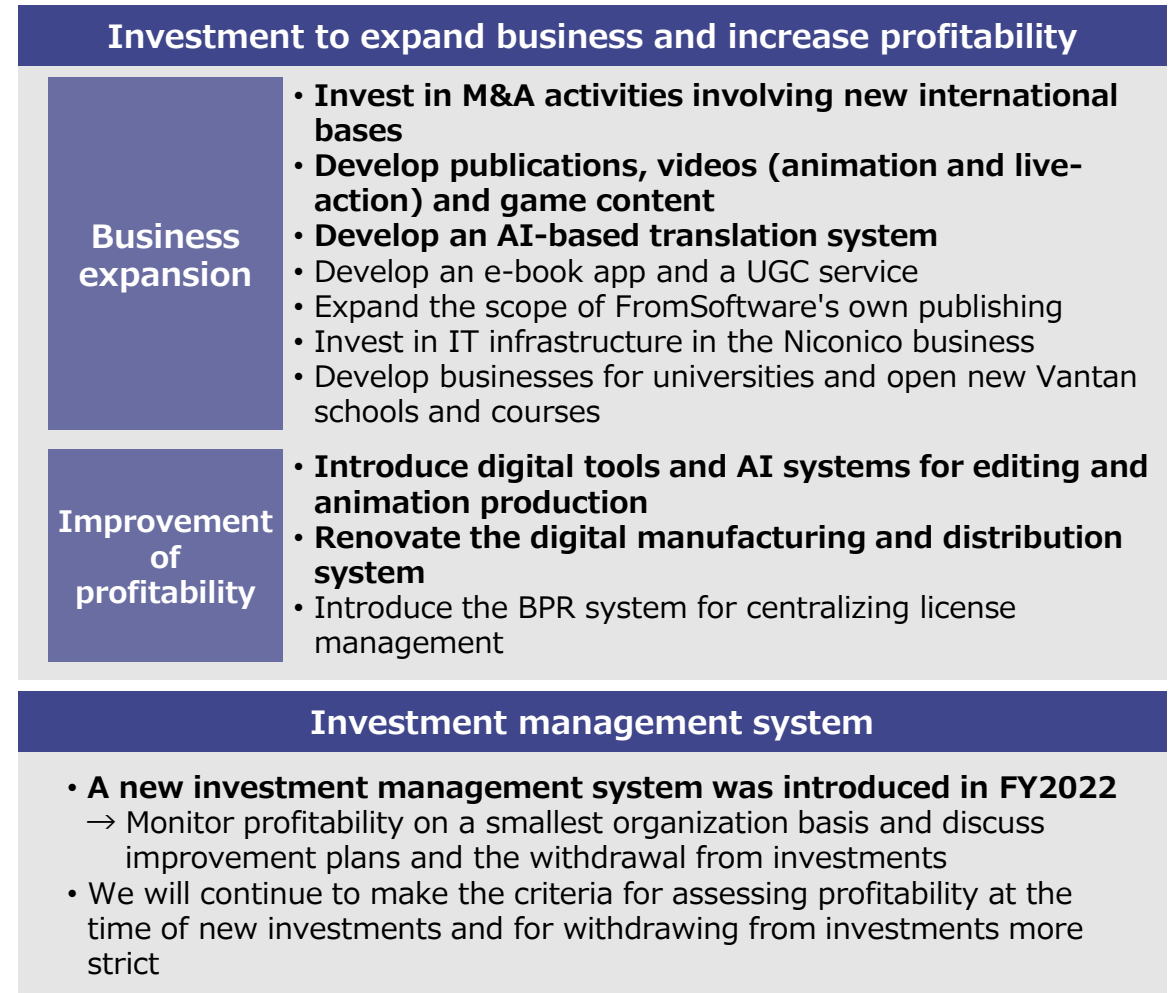 Investment to expand business and increase profitability
Business
expansion
• Invest in M&A activities involving new international
bases
• Develop publications, videos (animation and live-
action) and game content
• Develop an AI-based translation system
• Develop an e-book app and a UGC service
• Expand the scope of FromSoftware's own publishing
• Invest in IT infrastructure in the Niconico business
• Develop businesses for universities and open new Vantan
schools and courses
Improvement
of
profitability
• Introduce digital tools and AI systems for editing and
animation production
• Renovate the digital manufacturing and distribution
system
• Introduce the BPR system for centralizing license
management
Investment management system
• A new investment management system was introduced in FY2022
→ Monitor profitability on a smallest organization basis and discuss
improvement plans and the withdrawal from investments
• We will continue to make the criteria for assessing profitability at the
time of new investments and for withdrawing from investments more
strict